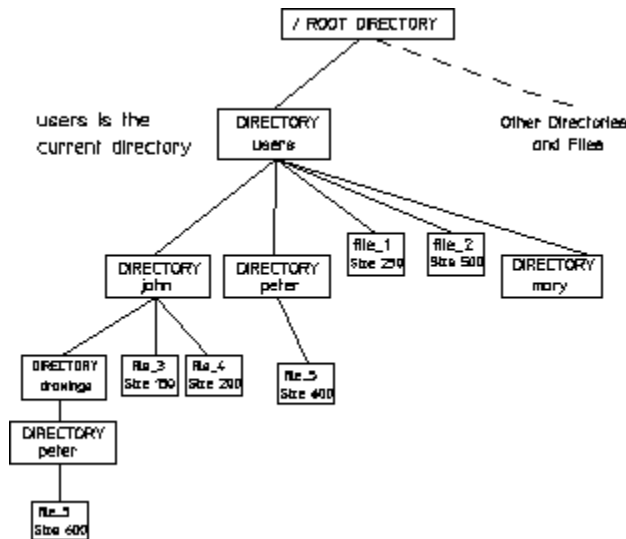 / ROOT DIRECTORY
users is the
current directory
DIRECTORY
users
Other Directories
and Files
file_1
Size 250
file_2
Size 500
DIRECTORY
john
DIRECTORY
peter
DIRECTORY
mary
DIRECTORY
drawings
file_3
Size 150
file_4
Size 200
file_5
Size
DIRECTORY
peter
file_5
Size 600